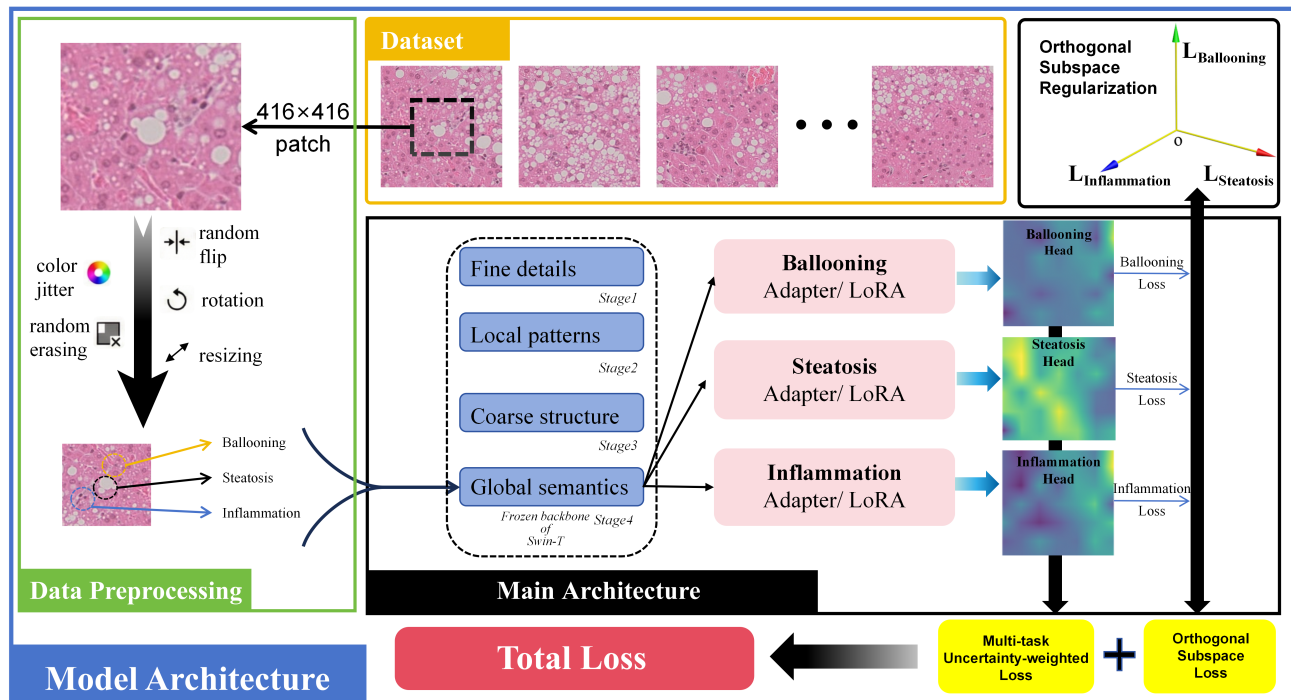 Dataset
416×416
patch
random
flip
color
jitter
rotation
random
erasing
resizing
Ballooning
Steatosis
Inflammation
Data Preprocessing
Orthogonal
Subspace
Regularization
L Ballooning
o
L Inflammation
L Steatosis
Fine details
Stage1
Local patterns
Stage2
Coarse structure
Stage3
Global semantics
Stage4
Frozen backbone
of
Swin-T
Ballooning
Adapter/ LoRA
Steatosis
Adapter/ LoRA
Inflammation
Adapter/ LoRA
Ballooning
Head
Steatosis
Head
Inflammation
Head
Ballooning
Loss
Steatosis
Loss
Inflammation
Loss
Main Architecture
Model Architecture
Total Loss
Multi-task
Uncertainty-weighted
Loss
+
Orthogonal
Subspace
Loss